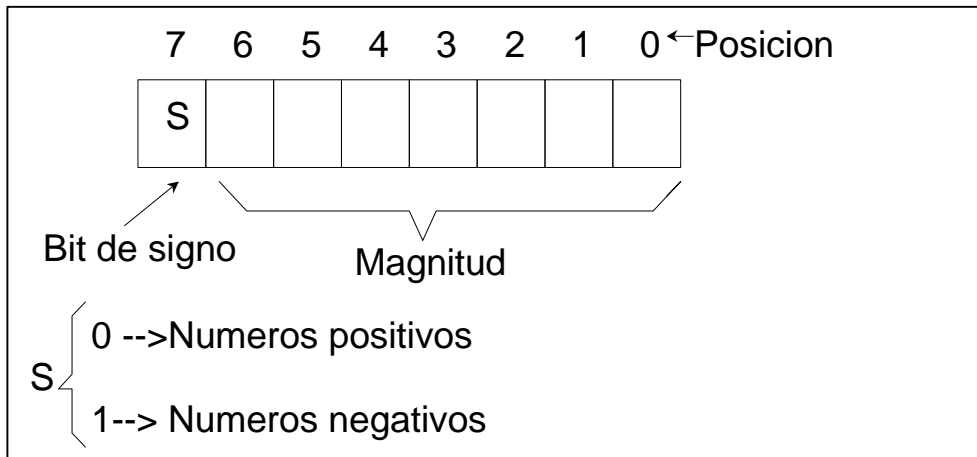 7 6 5 4 3 2 1 0 ←Posicion
S
Bit de signo
Magnitud
0 -->Numeros positivos
S
1--> Numeros negativos